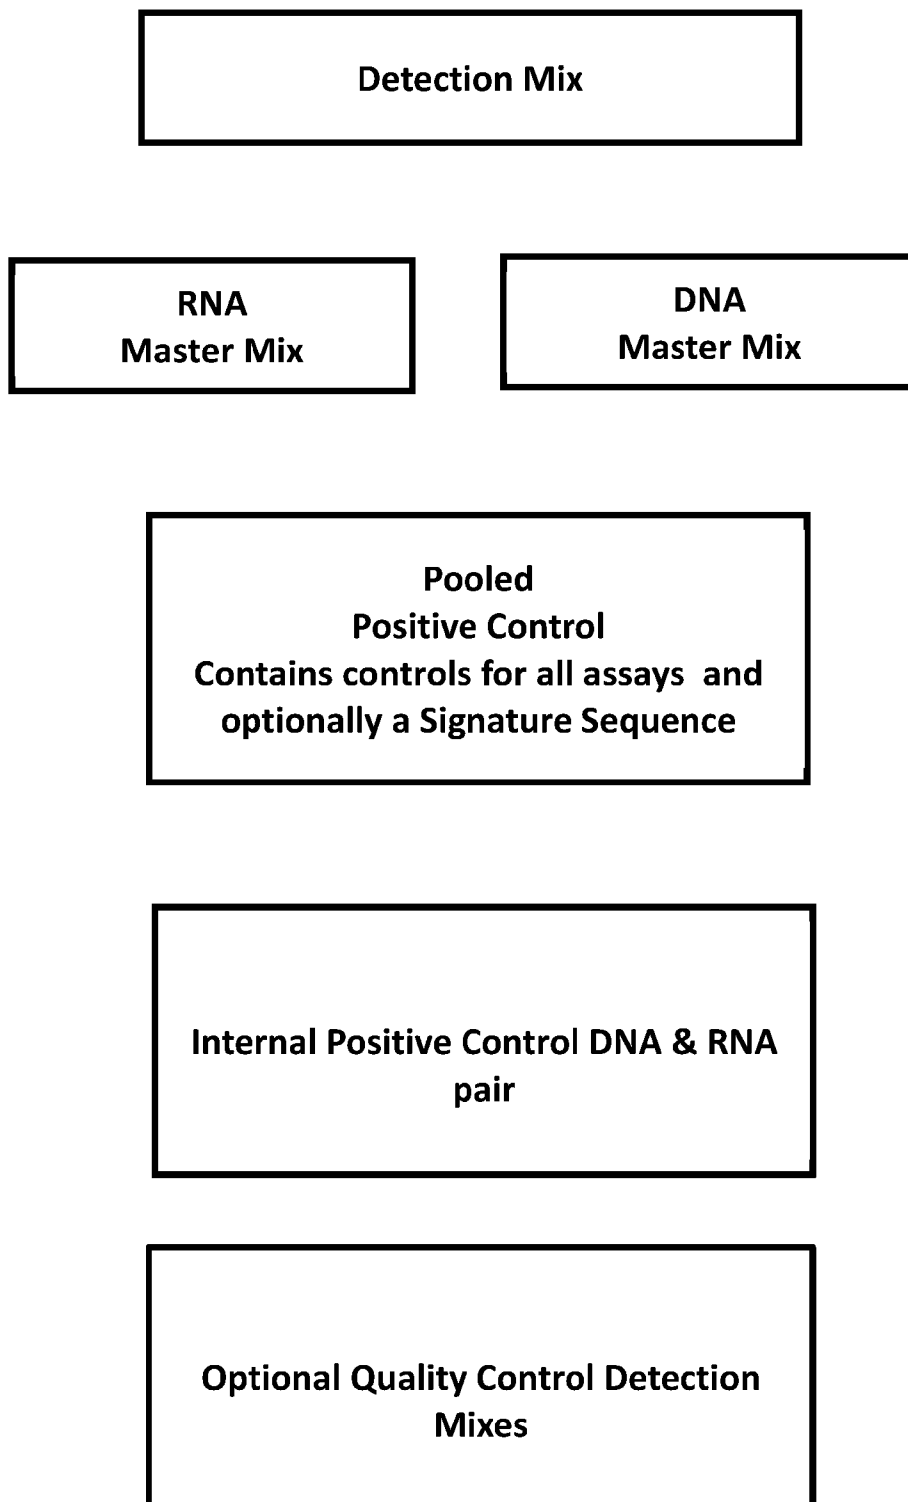 Detection Mix
RNA
Master Mix
DNA
Master Mix
Pooled
Positive Control
Contains controls for all assays  and
optionally a Signature Sequence
Internal Positive Control DNA & RNA
pair
Optional Quality Control Detection
Mixes